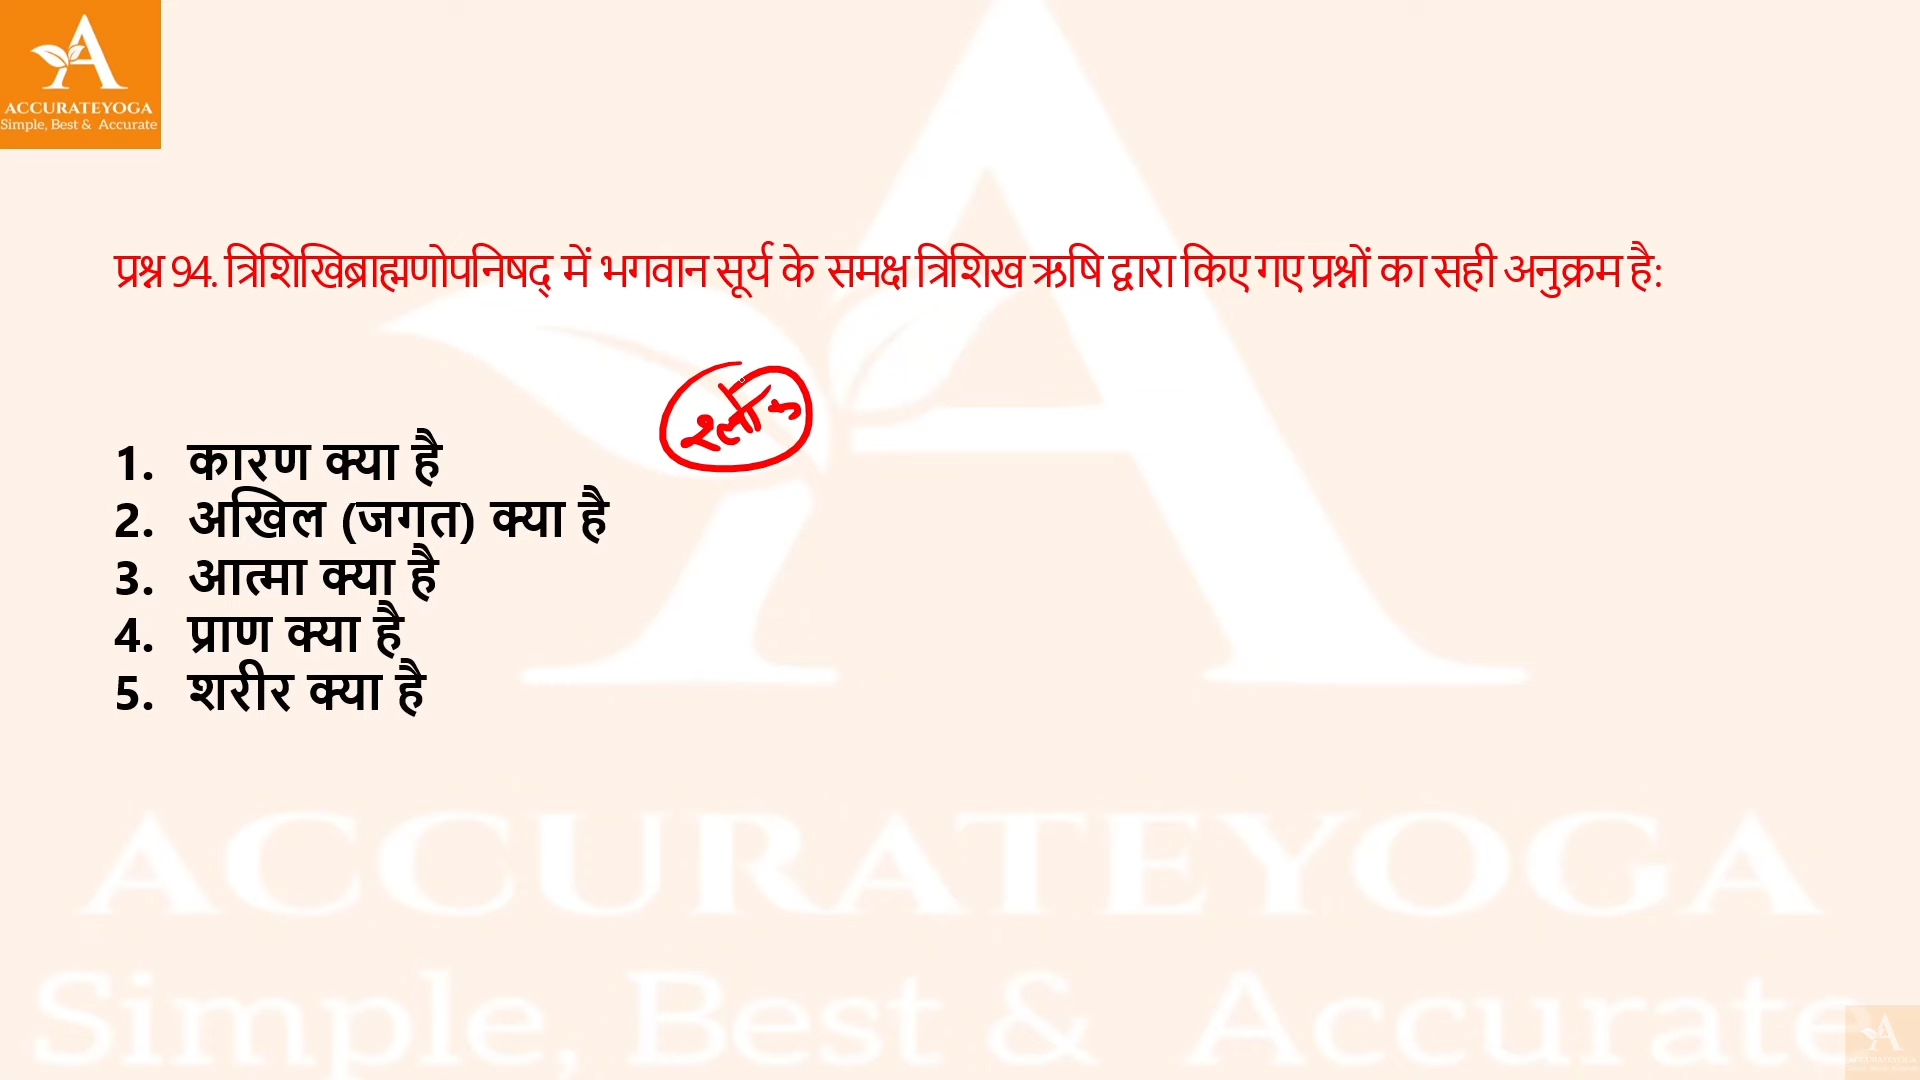 ACCURATEYOGA
Simple, Best & Accurate
प्रश्न 94. त्रिशिखिब्राह्मणोपनिषद् में भगवान सूर्य के समक्ष त्रिशिख ऋषि द्वारा किए गए प्रश्नों का सही अनुक्रम है:
1. कारण क्या है
2. अखिल (जगत) क्या है
3. आत्मा क्या है
4. प्राण क्या है
5. शरीर क्या है
ACCURATEYOGA
Simple, Best & Accurate